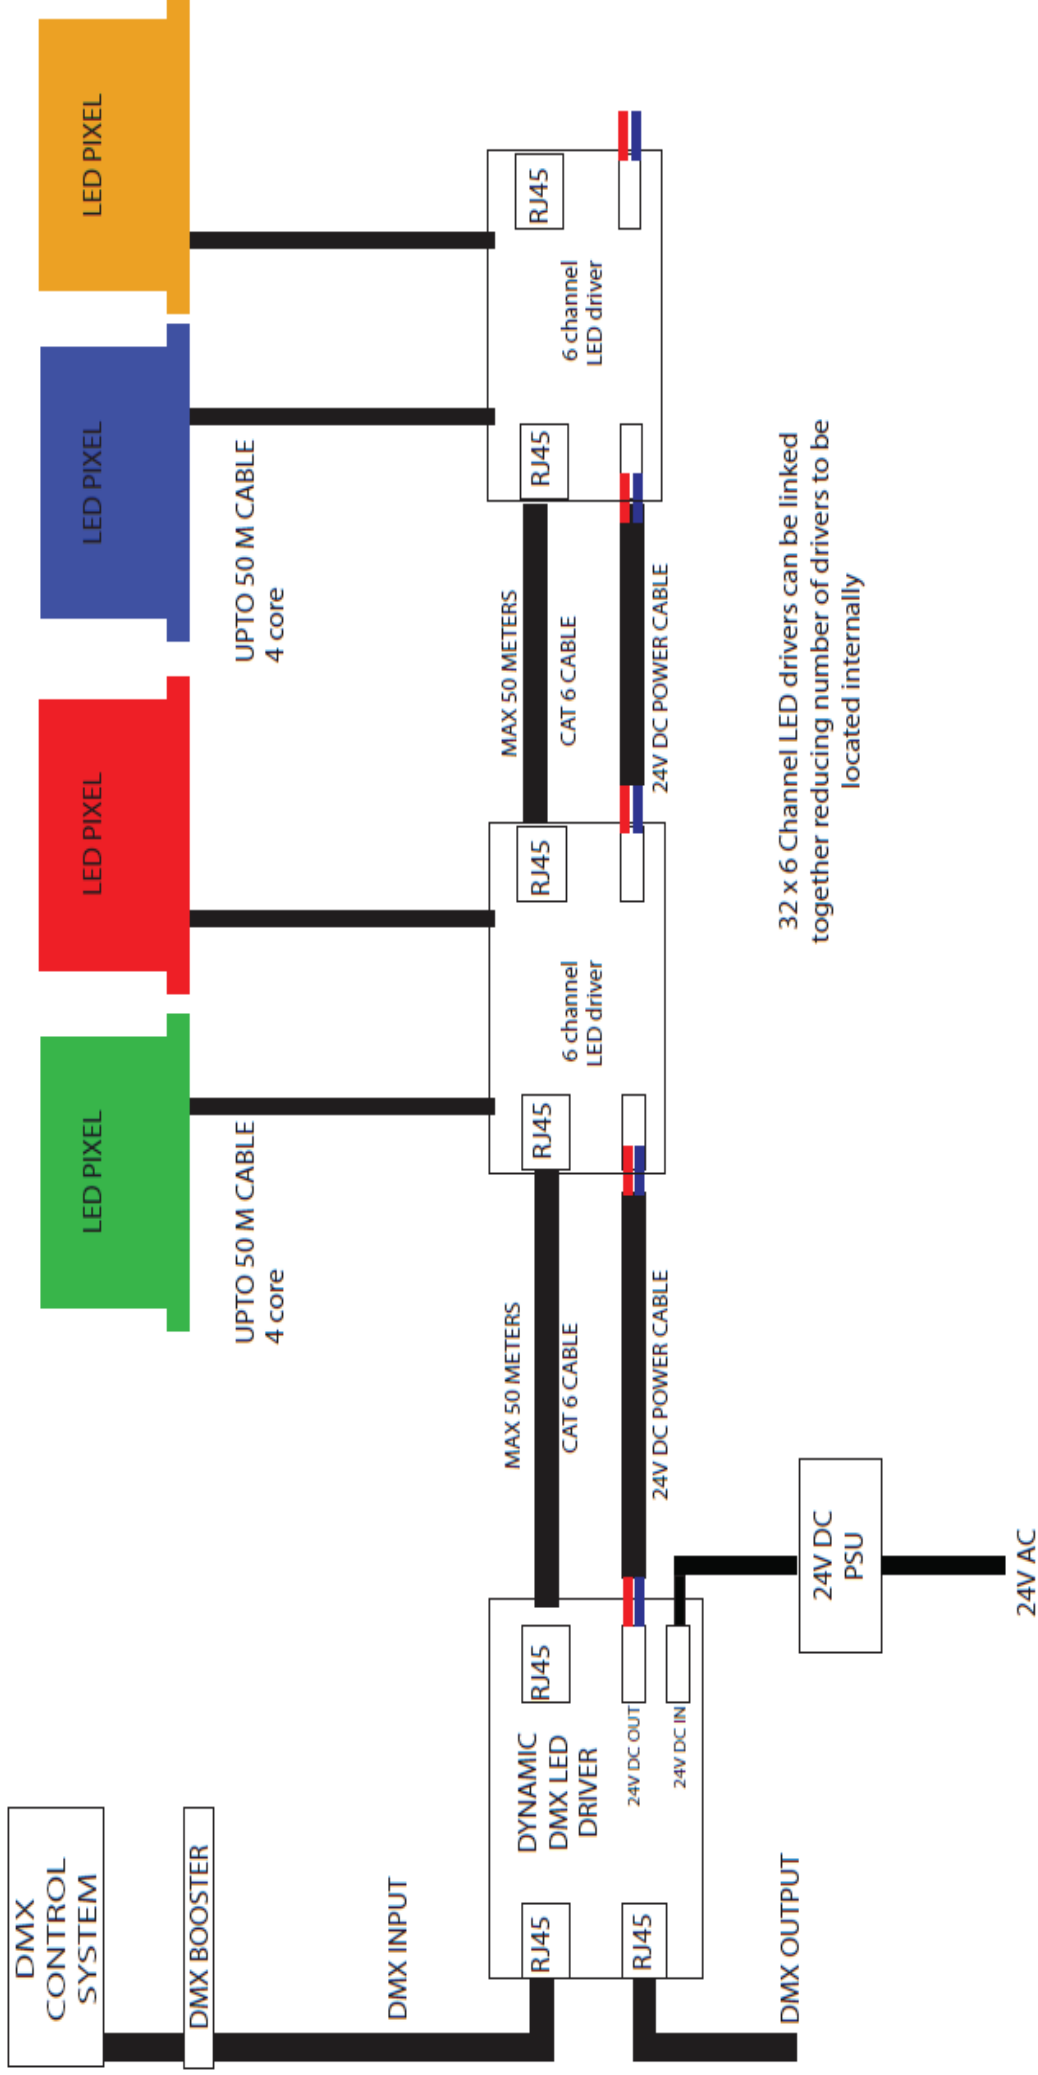 DMX
CONTROL
SYSTEM
DMX BOOSTER
DMX INPUT
DMX OUTPUT
RJ45
RJ45
DYNAMIC
DMX LED
DRIVER
RJ45
24V DC OUT
24V DC IN
24V DC
PSU
24V AC
MAX 50 METERS
CAT 6 CABLE
24V DC POWER CABLE
RJ45
6 channel
LED driver
RJ45
UPTO 50 M CABLE
4 core
LED PIXEL
LED PIXEL
MAX 50 METERS
CAT 6 CABLE
24V DC POWER CABLE
RJ45
6 channel
LED driver
RJ45
UPTO 50 M CABLE
4 core
LED PIXEL
LED PIXEL
32 x 6 Channel LED drivers can be linked
together reducing number of drivers to be
located internally